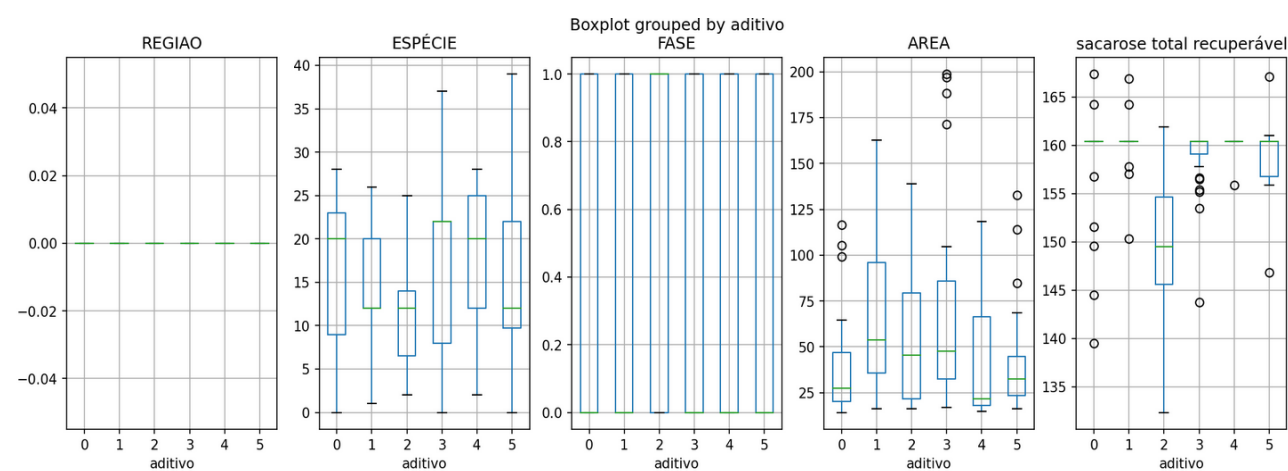 Boxplot grouped by aditivo
REGIAO
ESPÉCIE
FASE
AREA
sacarose total recuperável
0.04
0.02
0.00
−0.02
−0.04
0 1 2 3 4 5
aditivo
40
35
30
25
20
15
10
5
0
0 1 2 3 4 5
aditivo
1.0
0.8
0.6
0.4
0.2
0.0
0 1 2 3 4 5
aditivo
200
175
150
125
100
75
50
25
0 1 2 3 4 5
aditivo
165
160
155
150
145
140
135
0 1 2 3 4 5
aditivo